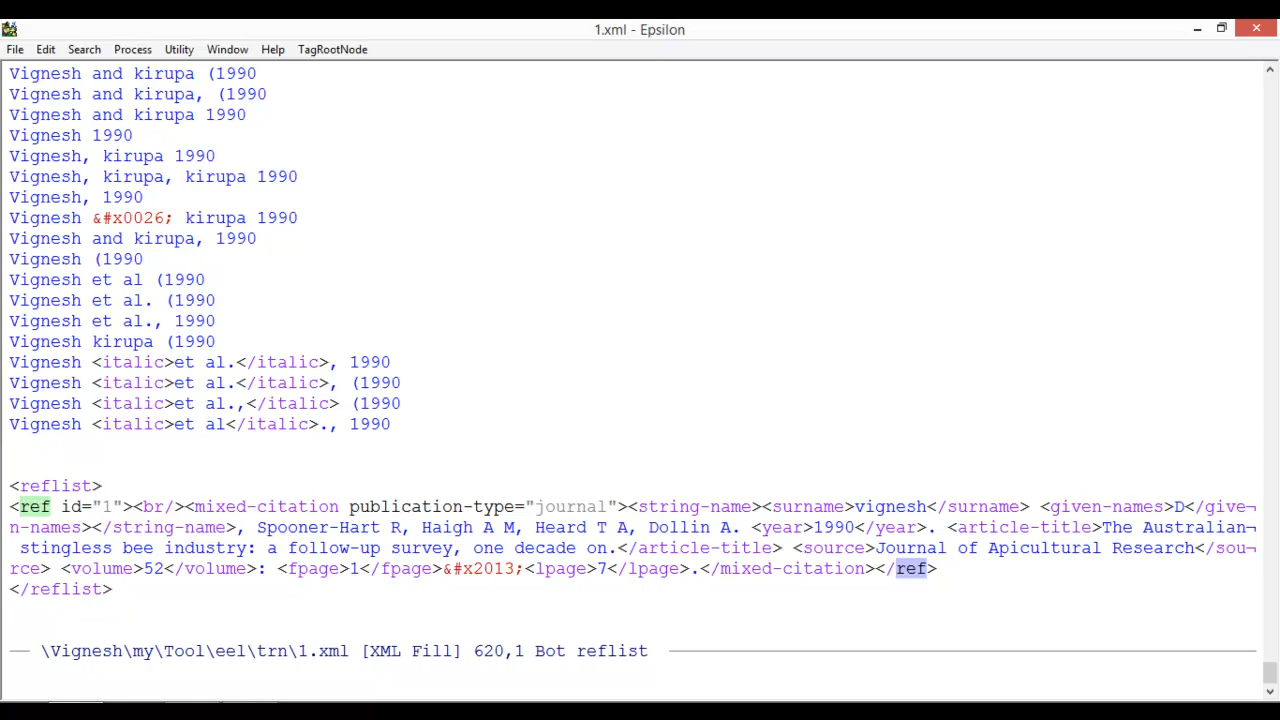 1.xml - Epsilon
File Edit Search Process Utility Window Help TagRootNode
Vignesh and kirupa (1990
Vignesh and kirupa, (1990
Vignesh and kirupa 1990
Vignesh 1990
Vignesh, kirupa 1990
Vignesh, kirupa, kirupa 1990
Vignesh, 1990
Vignesh &#x0026; kirupa 1990
Vignesh and kirupa, 1990
Vignesh (1990
Vignesh et al (1990
Vignesh et al. (1990
Vignesh et al., 1990
Vignesh kirupa (1990
Vignesh <italic>et al.</italic>, 1990
Vignesh <italic>et al.</italic>, (1990
Vignesh <italic>et al.,</italic> (1990
Vignesh <italic>et al</italic>., 1990
<reflist>
<ref id="1"><br/><mixed-citation publication-type="journal"><string-name><surname>vignesh</surname> <given-names>D</give¬
n-names></string-name>, Spooner-Hart R, Haigh A M, Heard T A, Dollin A. <year>1990</year>. <article-title>The Australian¬
stingless bee industry: a follow-up survey, one decade on.</article-title> <source>Journal of Apicultural Research</sou¬
rce> <volume>52</volume>: <fpage>1</fpage>&#x2013;<lpage>7</lpage>.</mixed-citation></ref>
</reflist>
\Vignesh\my\Tool\eel\trn\1.xml [XML Fill] 620,1 Bot reflist